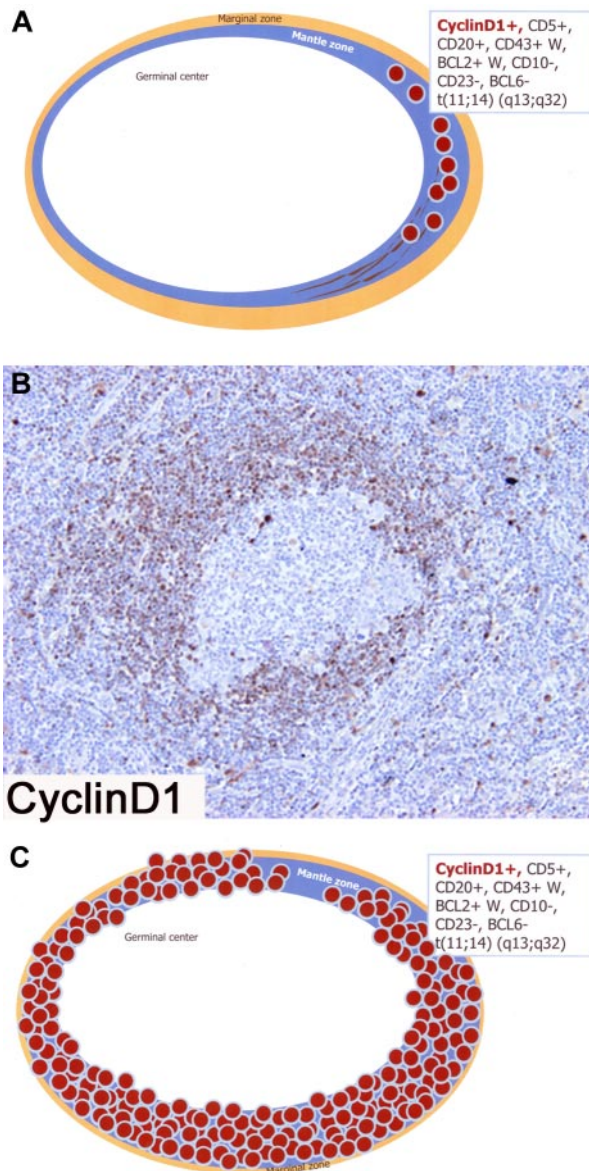 A
Marginal zone
Mantle zone
Germinal center
CyclinD1+, CD5+,
CD20+, CD43+ W,
BCL2+ W, CD10-,
CD23-, BCL6-
t(11;14) (q13;q32)
B
CyclinD1
C
Mantle zone
Germinal center
CyclinD1+, CD5+,
CD20+, CD43+ W,
BCL2+ W, CD10-,
CD23-, BCL6-
t(11;14) (q13;q32)
Marginal zone